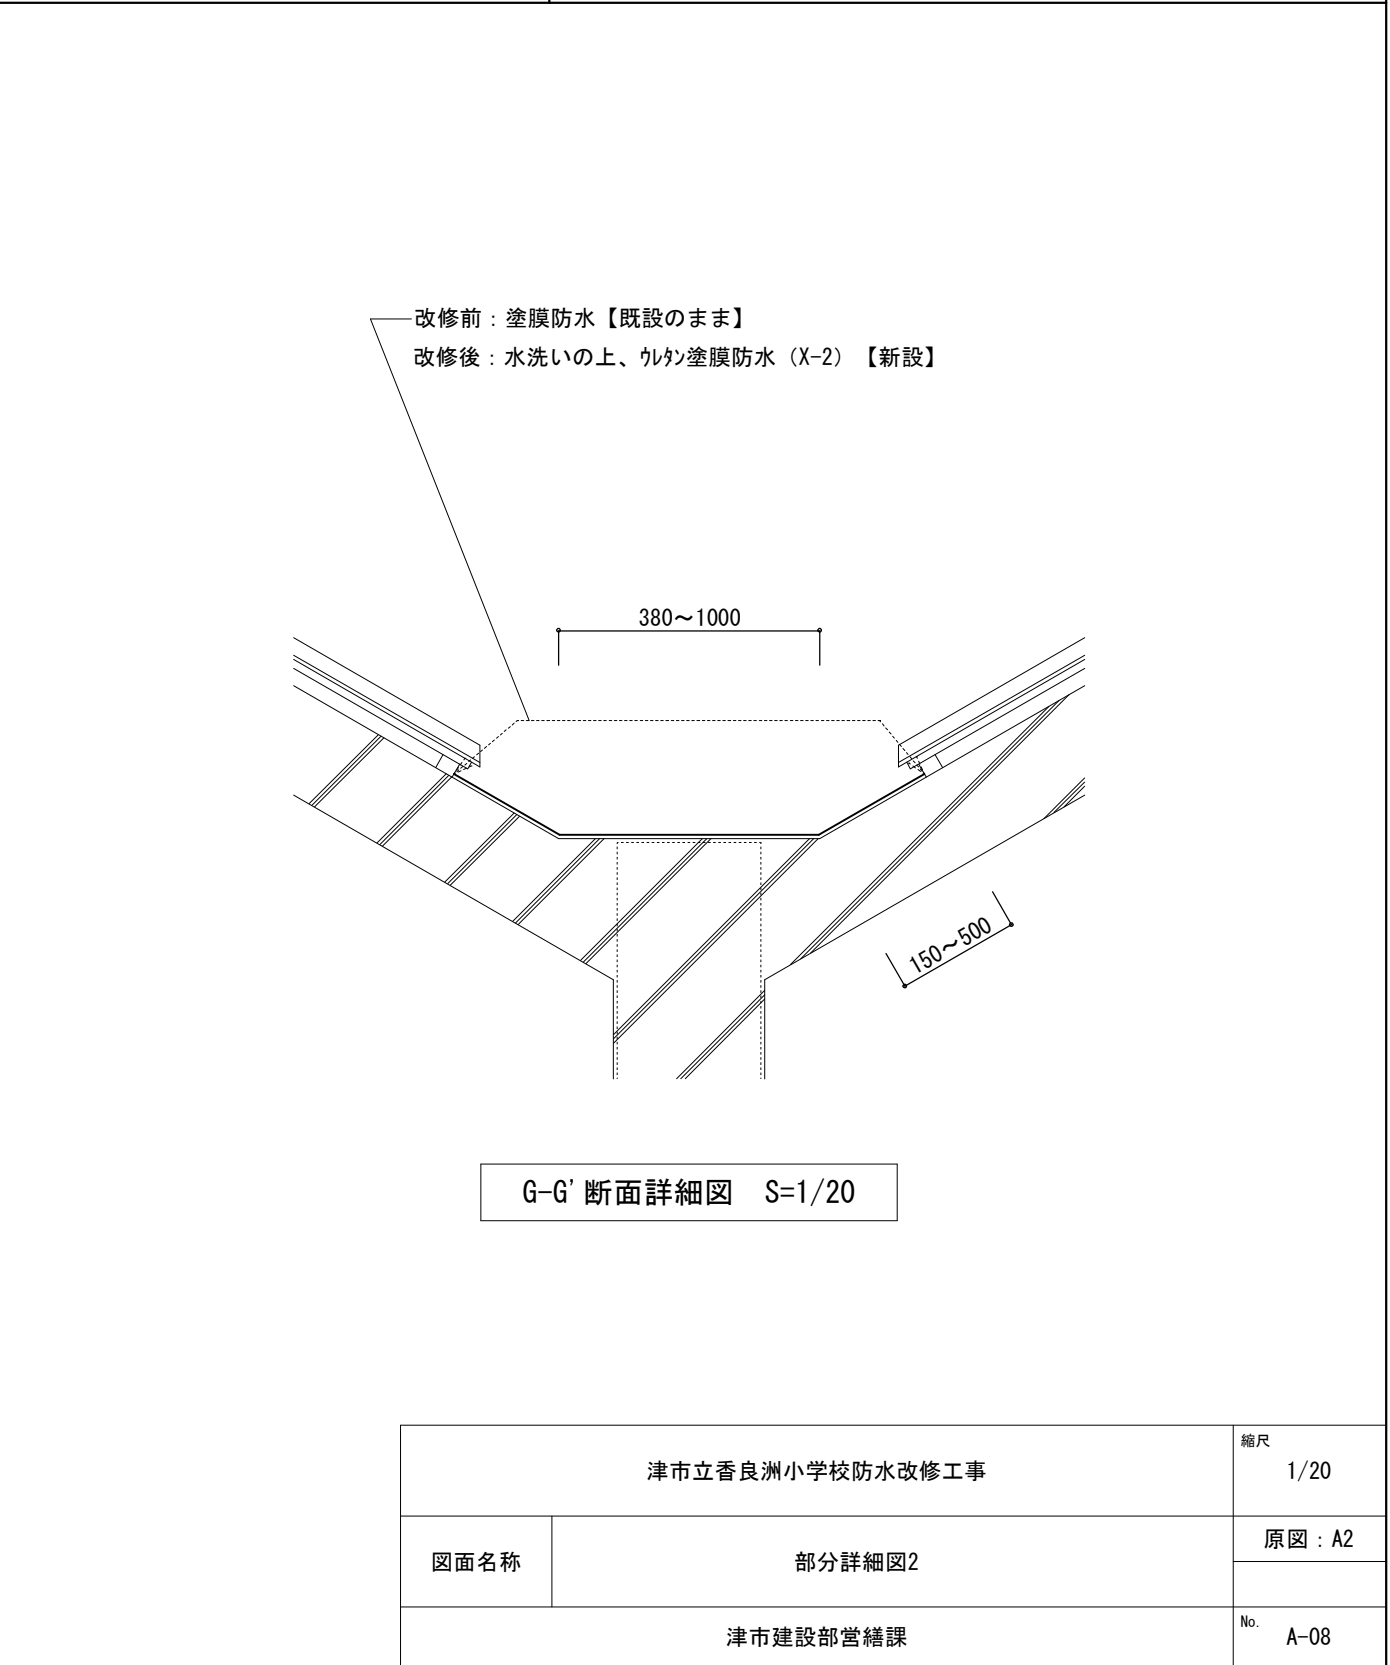 改修前：塗膜防水【既設のまま】
改修後：水洗いの上、ｳﾚﾀﾝ塗膜防水（X-2）【新設】
380～1000
150～500
G-G'断面詳細図　S=1/20
津市立香良洲小学校防水改修工事
縮尺
1/20
図面名称
部分詳細図2
原図：A2
津市建設部営繕課
No.
A-08